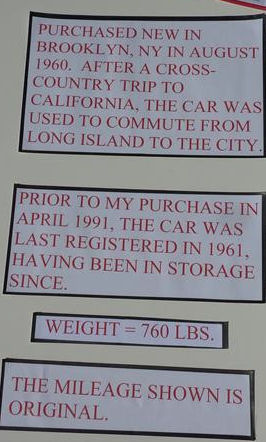 PURCHASED NEW IN
BROOKLYN, NY IN AUGUST
1960. AFTER A CROSS-
COUNTRY TRIP TO
CALIFORNIA, THE CAR WAS
USED TO COMMUTE FROM
LONG ISLAND TO THE CITY.
PRIOR TO MY PURCHASE IN
APRIL 1991, THE CAR WAS
LAST REGISTERED IN 1961,
HAVING BEEN IN STORAGE
SINCE.
WEIGHT = 760 LBS.
THE MILEAGE SHOWN IS
ORIGINAL.